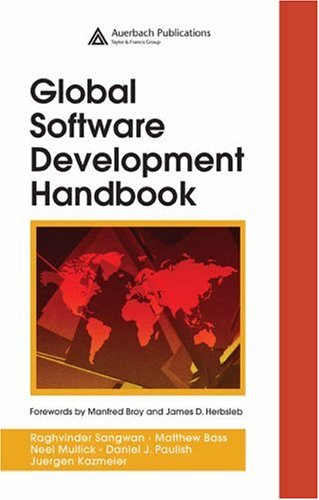 Auerbach Publications
Taylor & Francis Group
Global
Software
Development
Handbook
Forewords by Manfred Broy and James D. Herbsleb
Raghvinder Sangwan · Matthew Bass
Neel Mullick · Daniel J. Paulish
Juergen Kazmeier